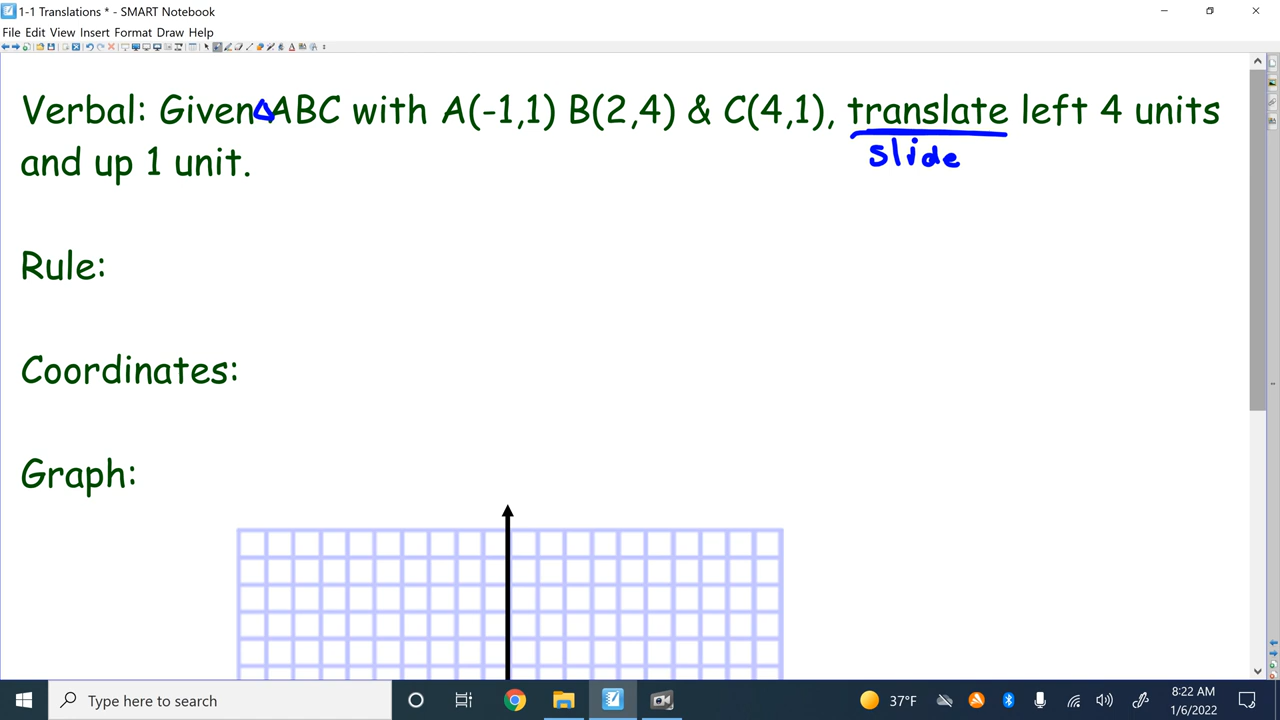 1-1 Translations * - SMART Notebook
File Edit View Insert Format Draw Help
Verbal: Given ABC with A(-1,1) B(2,4) & C(4,1), translate left 4 units
slide
and up 1 unit.
Rule:
Coordinates:
Graph:
Type here to search
37°F
8:22 AM
1/6/2022